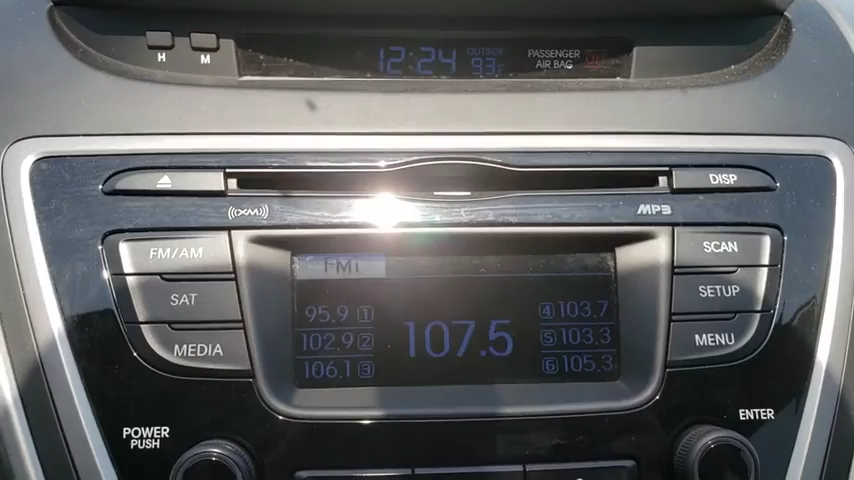 H M
12:24 OUTSIDE 93°F
PASSENGER AIR BAG
DISP
XM MP3
FM/AM SCAN
SAT SETUP
MEDIA MENU
FM1
95.9 1 107.5 4 103.7
102.9 2 5 103.3
106.1 3 6 105.3
POWER PUSH
ENTER